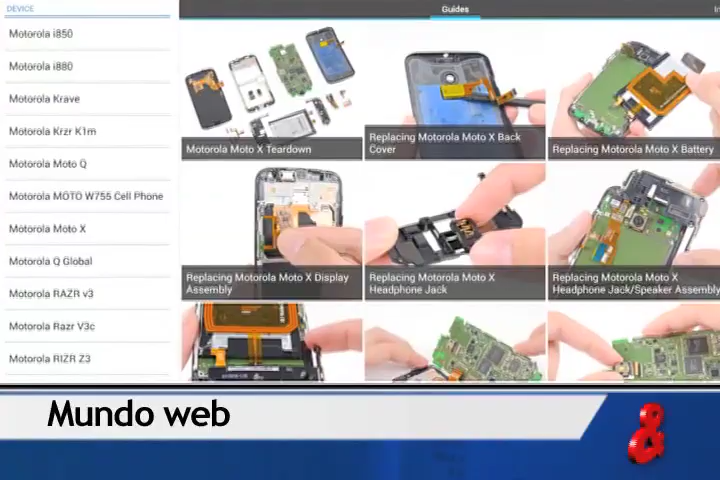 DEVICE
Motorola i850
Motorola i880
Motorola Krave
Motorola Krzr K1m
Motorola Moto Q
Motorola MOTO W755 Cell Phone
Motorola Moto X
Motorola Q Global
Motorola RAZR v3
Motorola Razr V3c
Motorola RIZR Z3
Guides
Motorola Moto X Teardown
Replacing Motorola Moto X Back
Cover
Replacing Motorola Moto X Battery
Replacing Motorola Moto X Display
Assembly
Replacing Motorola Moto X
Headphone Jack
Replacing Motorola Moto X
Headphone Jack/Speaker Assembly
Mundo web
&